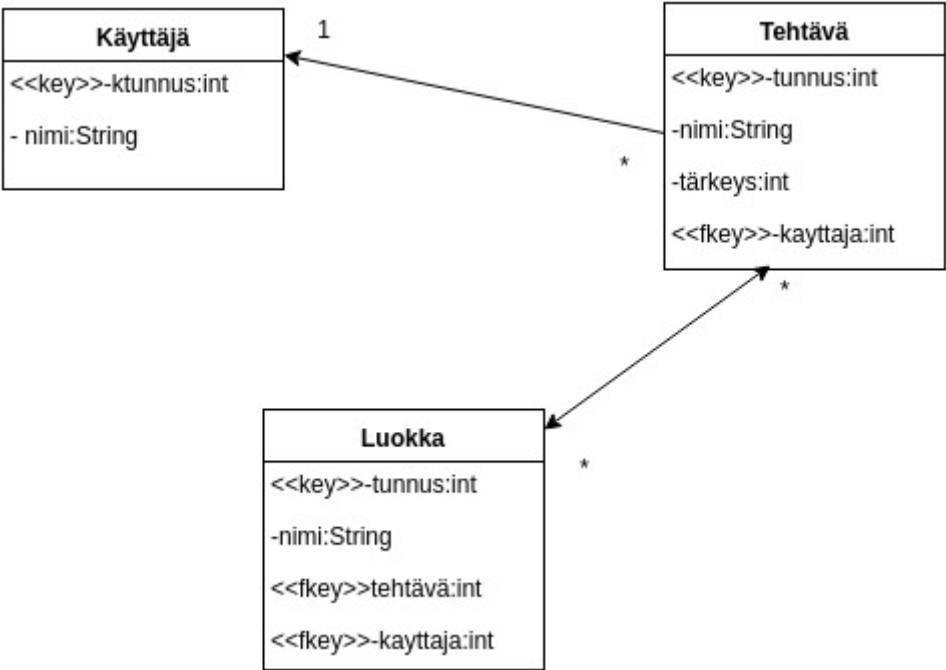 Käyttäjä
<<key>>-ktunnus:int
- nimi:String
1
*
Tehtävä
<<key>>-tunnus:int
-nimi:String
-tärkeys:int
<<fkey>>-kayttaja:int
*
*
Luokka
<<key>>-tunnus:int
-nimi:String
<<fkey>>tehtävä:int
<<fkey>>-kayttaja:int